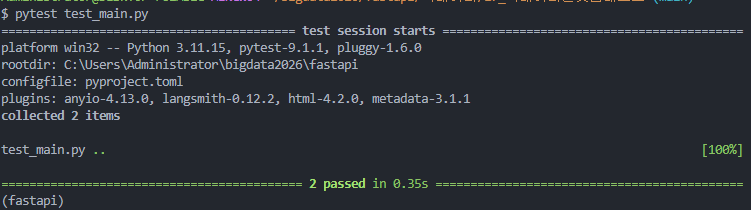 $ pytest test_main.py
======================================= test session starts ========================================
platform win32 -- Python 3.11.15, pytest-9.1.1, pluggy-1.6.0
rootdir: C:\Users\Administrator\bigdata2026\fastapi
configfile: pyproject.toml
plugins: anyio-4.13.0, langsmith-0.12.2, html-4.2.0, metadata-3.1.1
collected 2 items
test_main.py .. [100%]
======================================== 2 passed in 0.35s =========================================
(fastapi)